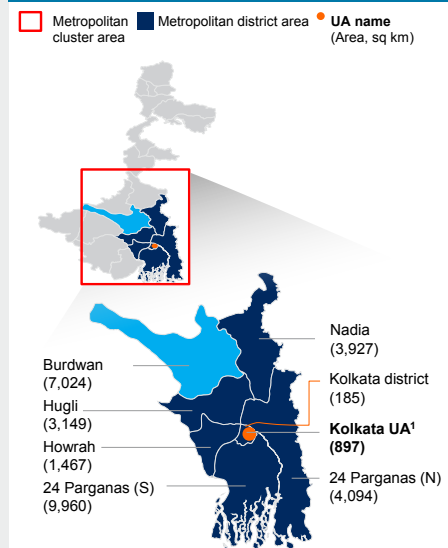 Metropolitan
cluster area
Metropolitan district area
UA name
(Area, sq km)
Burdwan
(7,024)
Hugli
(3,149)
Howrah
(1,467)
24 Parganas (S)
(9,960)
Nadia
(3,927)
Kolkata district
(185)
Kolkata UA¹
(897)
24 Parganas (N)
(4,094)